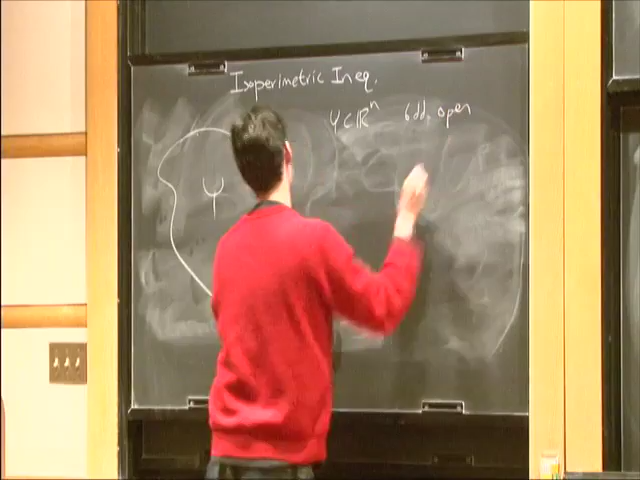 Isoperimetric Ineq.
Y⊂ℝⁿ bdd, open
Y